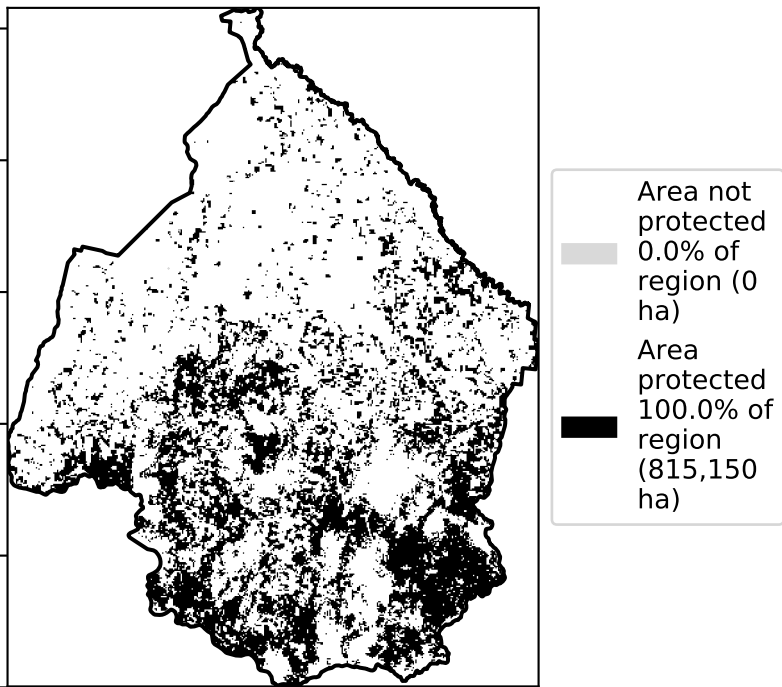 Area not
protected
0.0% of
region (0
ha)
Area
protected
100.0% of
region
(815,150
ha)